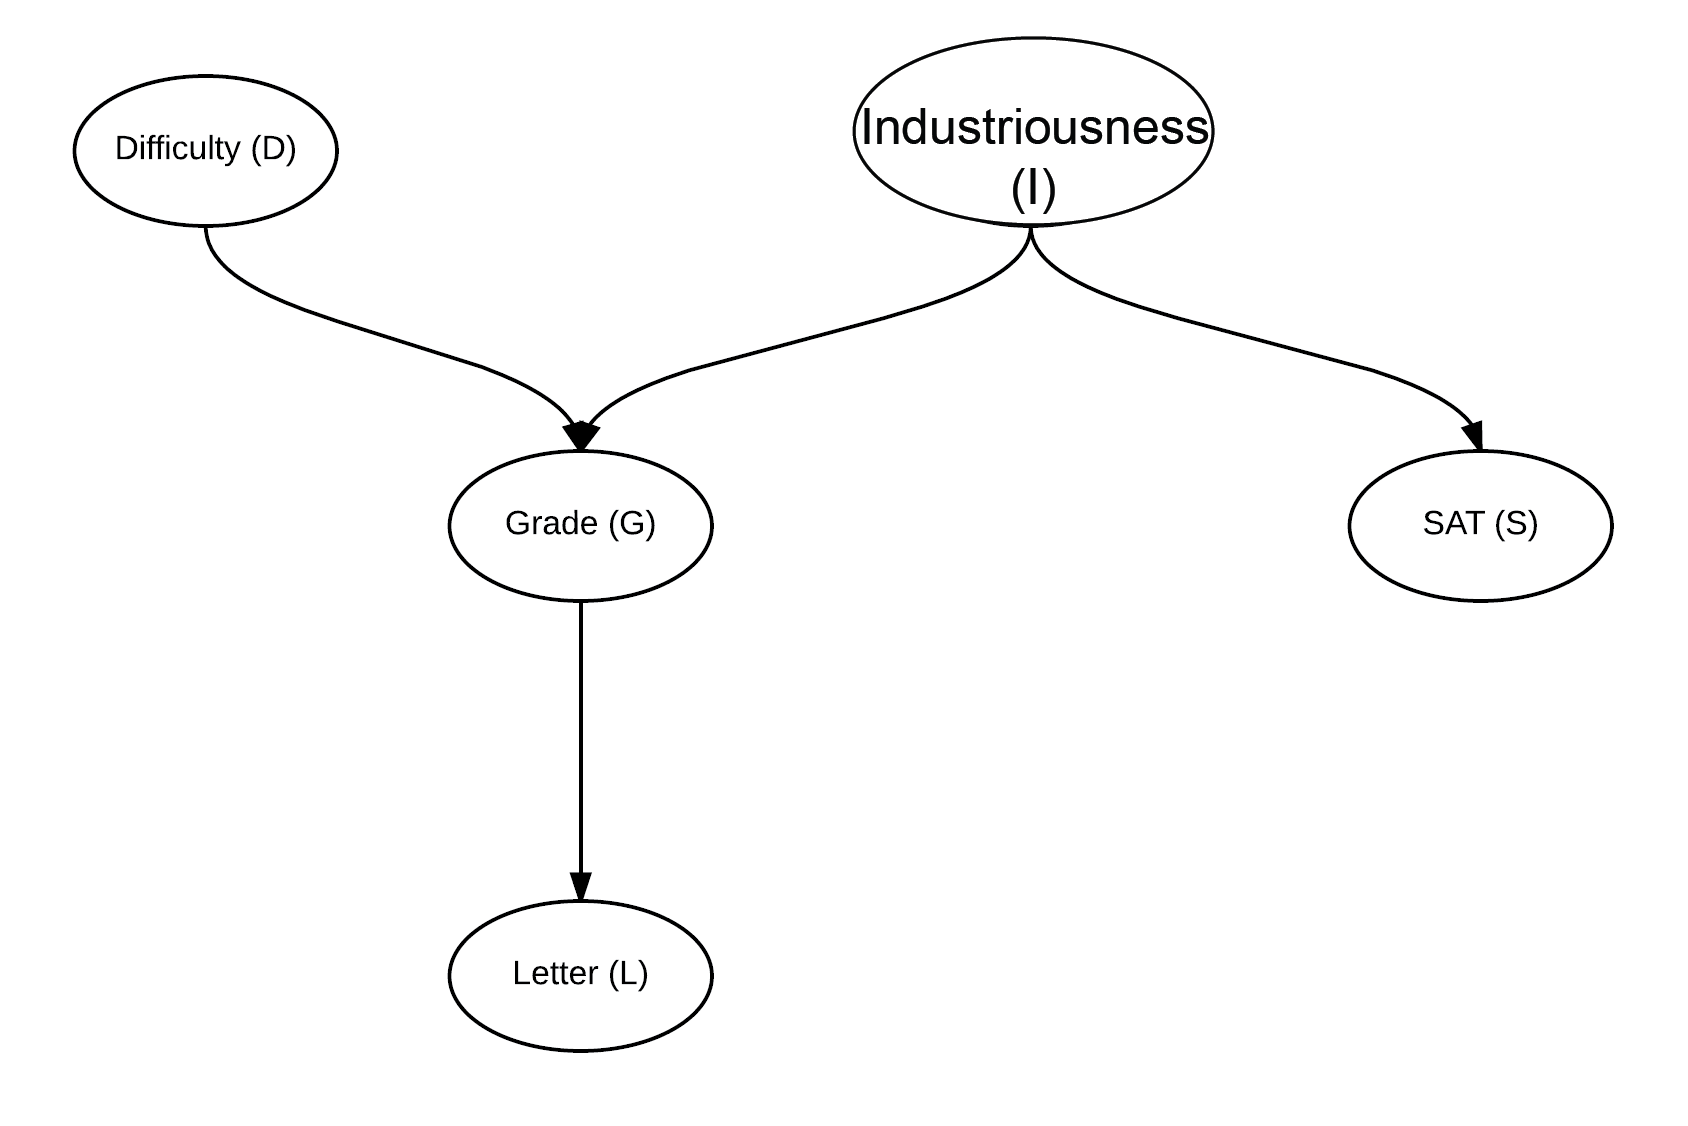 Difficulty (D)
Industriousness
(I)
Grade (G)
SAT (S)
Letter (L)